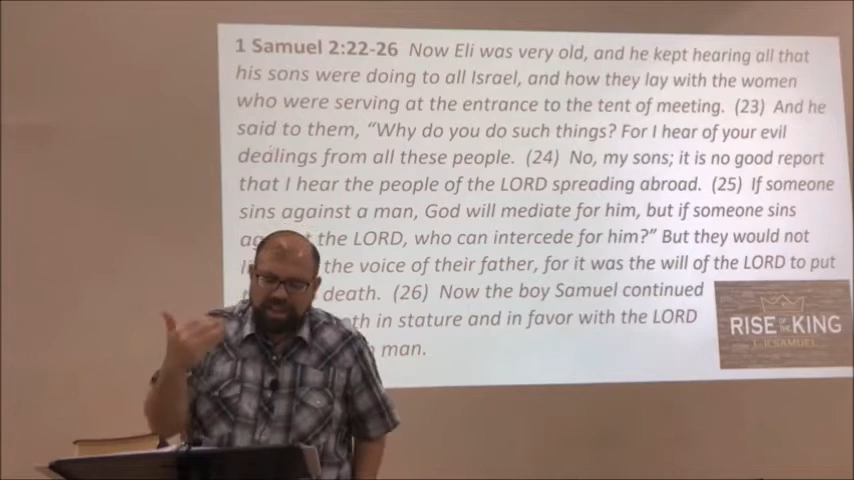 1 Samuel 2:22-26 Now Eli was very old, and he kept hearing all that
his sons were doing to all Israel, and how they lay with the women
who were serving at the entrance to the tent of meeting. (23) And he
said to them, “Why do you do such things? For I hear of your evil
dealings from all these people. (24) No, my sons; it is no good report
that I hear the people of the LORD spreading abroad. (25) If someone
sins against a man, God will mediate for him, but if someone sins
the LORD, who can intercede for him?” But they would not
the voice of their father, for it was the will of the LORD to put
death. (26) Now the boy Samuel continued
in stature and in favor with the LORD
man.
RISE OF THE KING
I & II SAMUEL